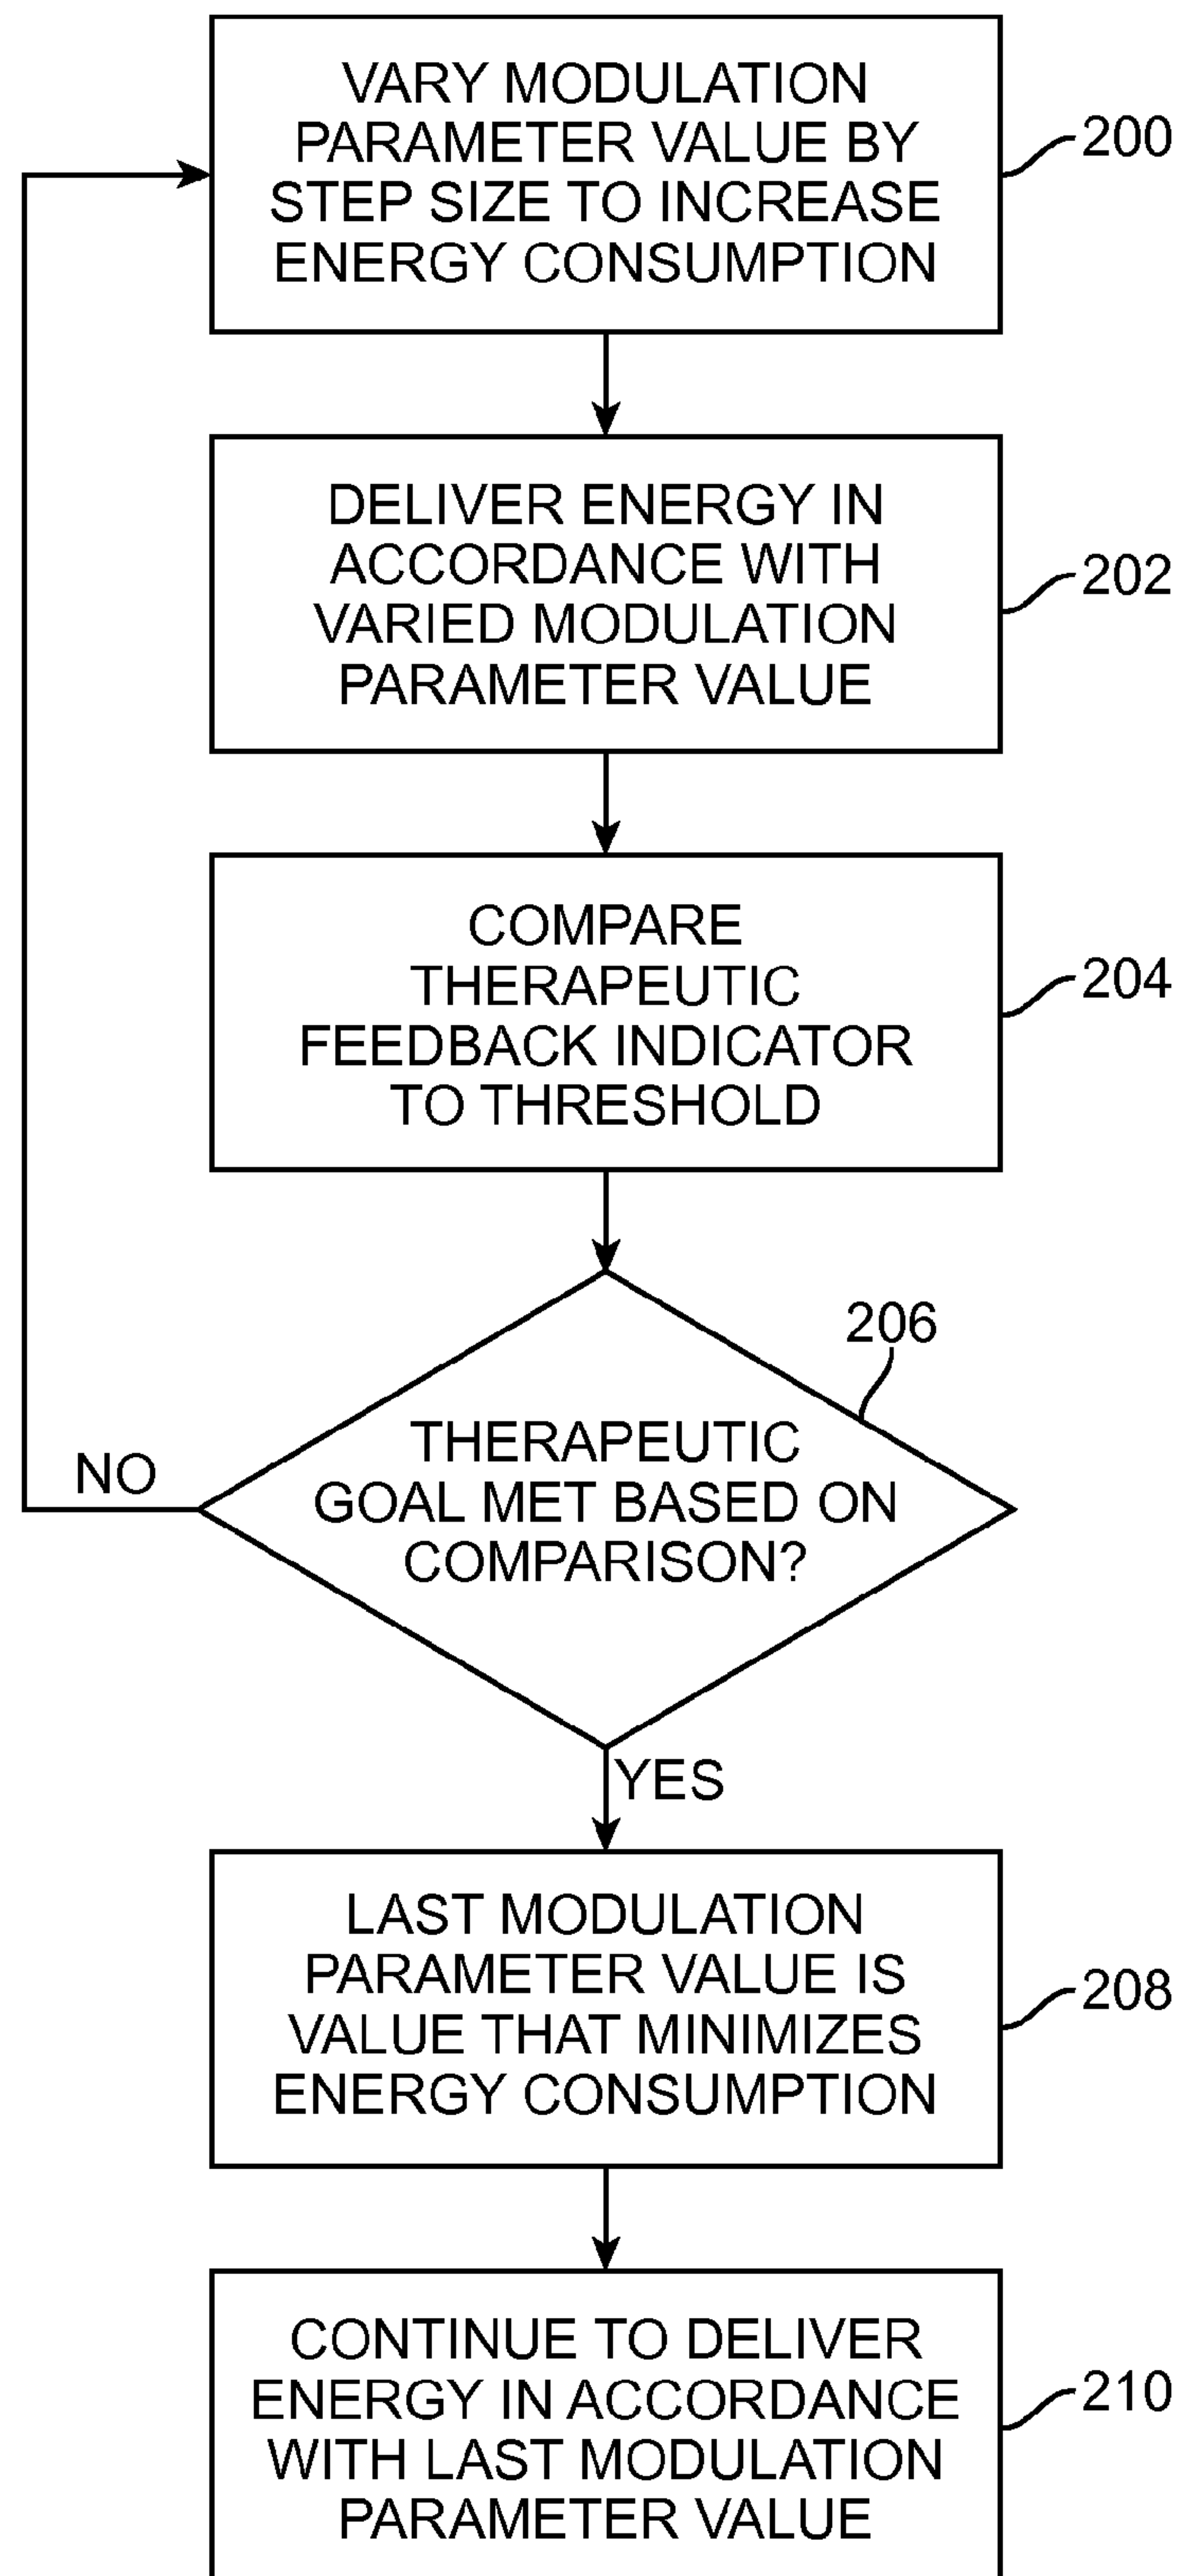 VARY MODULATION
PARAMETER VALUE BY
STEP SIZE TO INCREASE
ENERGY CONSUMPTION
200
DELIVER ENERGY IN
ACCORDANCE WITH
VARIED MODULATION
PARAMETER VALUE
202
COMPARE
THERAPEUTIC
FEEDBACK INDICATOR
TO THRESHOLD
204
206
THERAPEUTIC
GOAL MET BASED ON
COMPARISON?
NO
YES
LAST MODULATION
PARAMETER VALUE IS
VALUE THAT MINIMIZES
ENERGY CONSUMPTION
208
CONTINUE TO DELIVER
ENERGY IN ACCORDANCE
WITH LAST MODULATION
PARAMETER VALUE
210